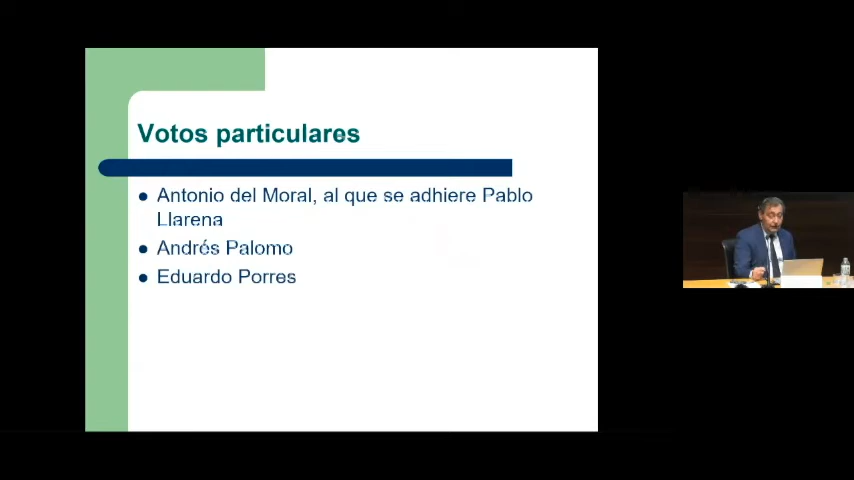 Votos particulares
Antonio del Moral, al que se adhiere Pablo
Llarena
Andrés Palomo
Eduardo Porres